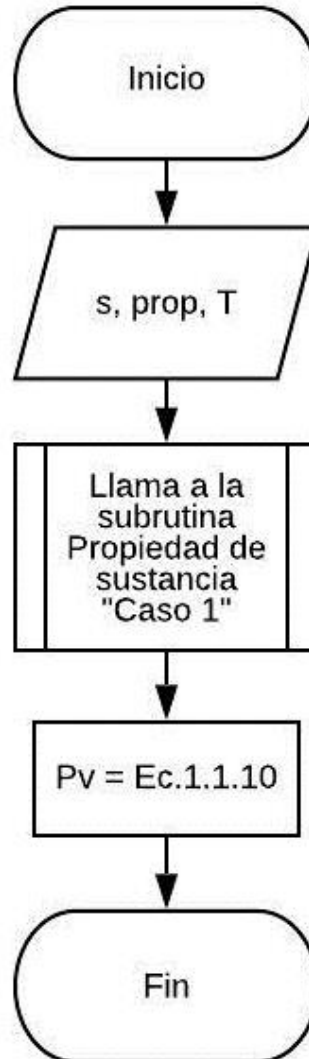 Inicio
s, prop, T
Llama a la
subrutina
Propiedad de
sustancia
"Caso 1"
Pv = Ec.1.1.10
Fin